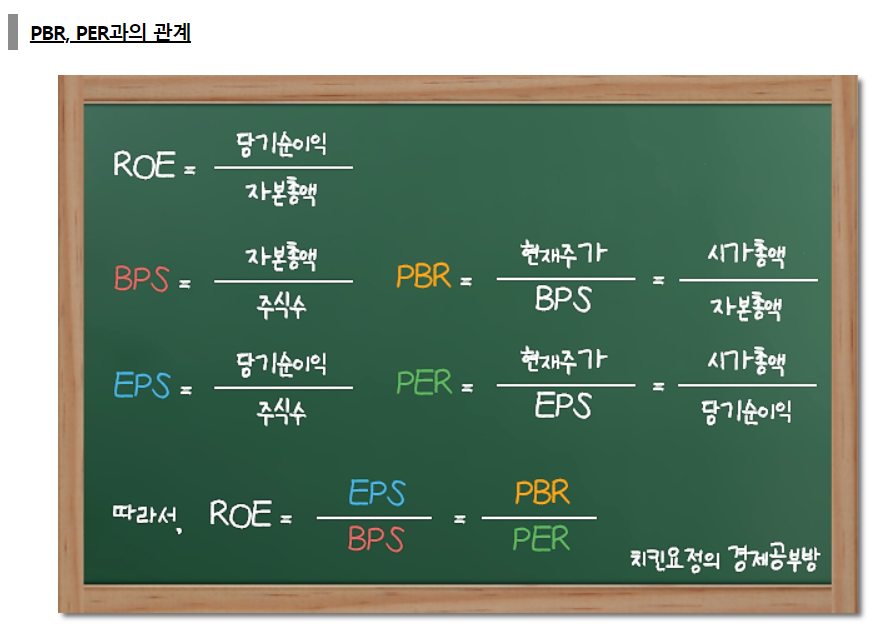 PBR, PER과의 관계
ROE = 당기순이익 / 자본총액
BPS = 자본총액 / 주식수
PBR = 현재주가 / BPS = 시가총액 / 자본총액
EPS = 당기순이익 / 주식수
PER = 현재주가 / EPS = 시가총액 / 당기순이익
따라서, ROE = EPS / BPS = PBR / PER
치킨요정의 경제공부방